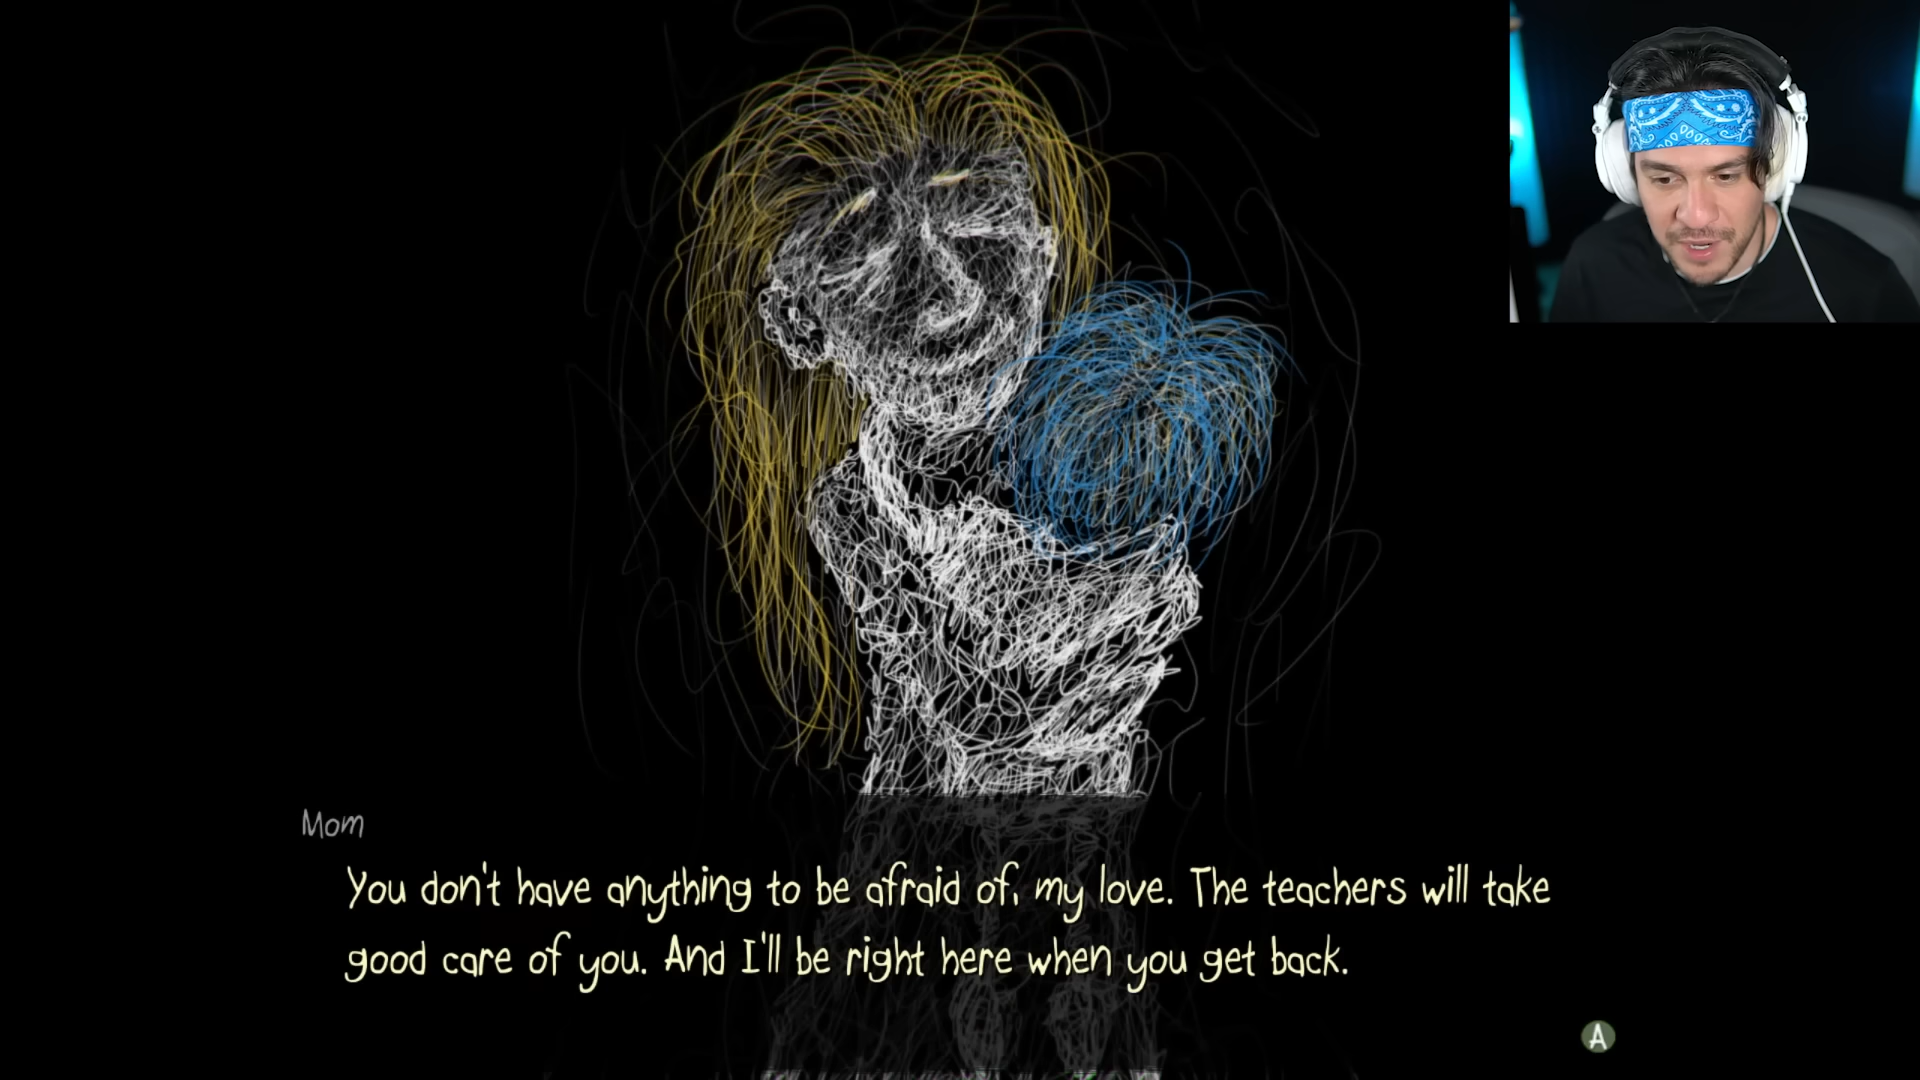 Mom
You don't have anything to be afraid of, my love. The teachers will take
good care of you. And I'll be right here when you get back.
A